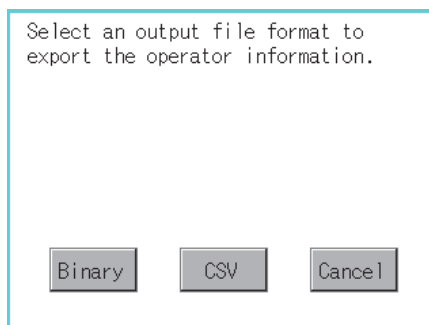 Select an output file format to
export the operator information.
Binary CSV Cancel